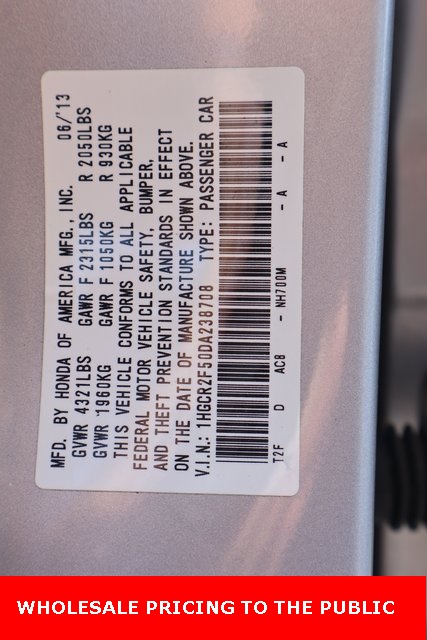 MFD. BY HONDA OF AMERICA MFG., INC. 06/'13
GVWR 4321LBS GAWR F 2315LBS R 2050LBS
GVWR 1960KG GAWR F 1050KG R 930KG
THIS VEHICLE CONFORMS TO ALL APPLICABLE
FEDERAL MOTOR VEHICLE SAFETY, BUMPER,
AND THEFT PREVENTION STANDARDS IN EFFECT
ON THE DATE OF MANUFACTURE SHOWN ABOVE.
V.I.N.: 1HGCR2F50DA238708 TYPE: PASSENGER CAR
T2F D AC8 - NH700M - A - A
WHOLESALE PRICING TO THE PUBLIC